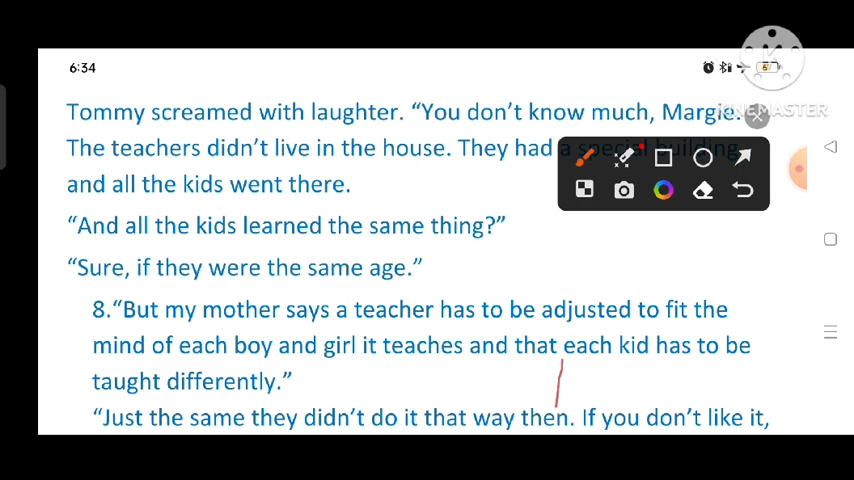 6:34
67
KINEMASTER
Tommy screamed with laughter. “You don’t know much, Margie.
The teachers didn’t live in the house. They had a special building
and all the kids went there.
“And all the kids learned the same thing?”
“Sure, if they were the same age.”
8.“But my mother says a teacher has to be adjusted to fit the
mind of each boy and girl it teaches and that each kid has to be
taught differently.”
“Just the same they didn’t do it that way then. If you don’t like it,